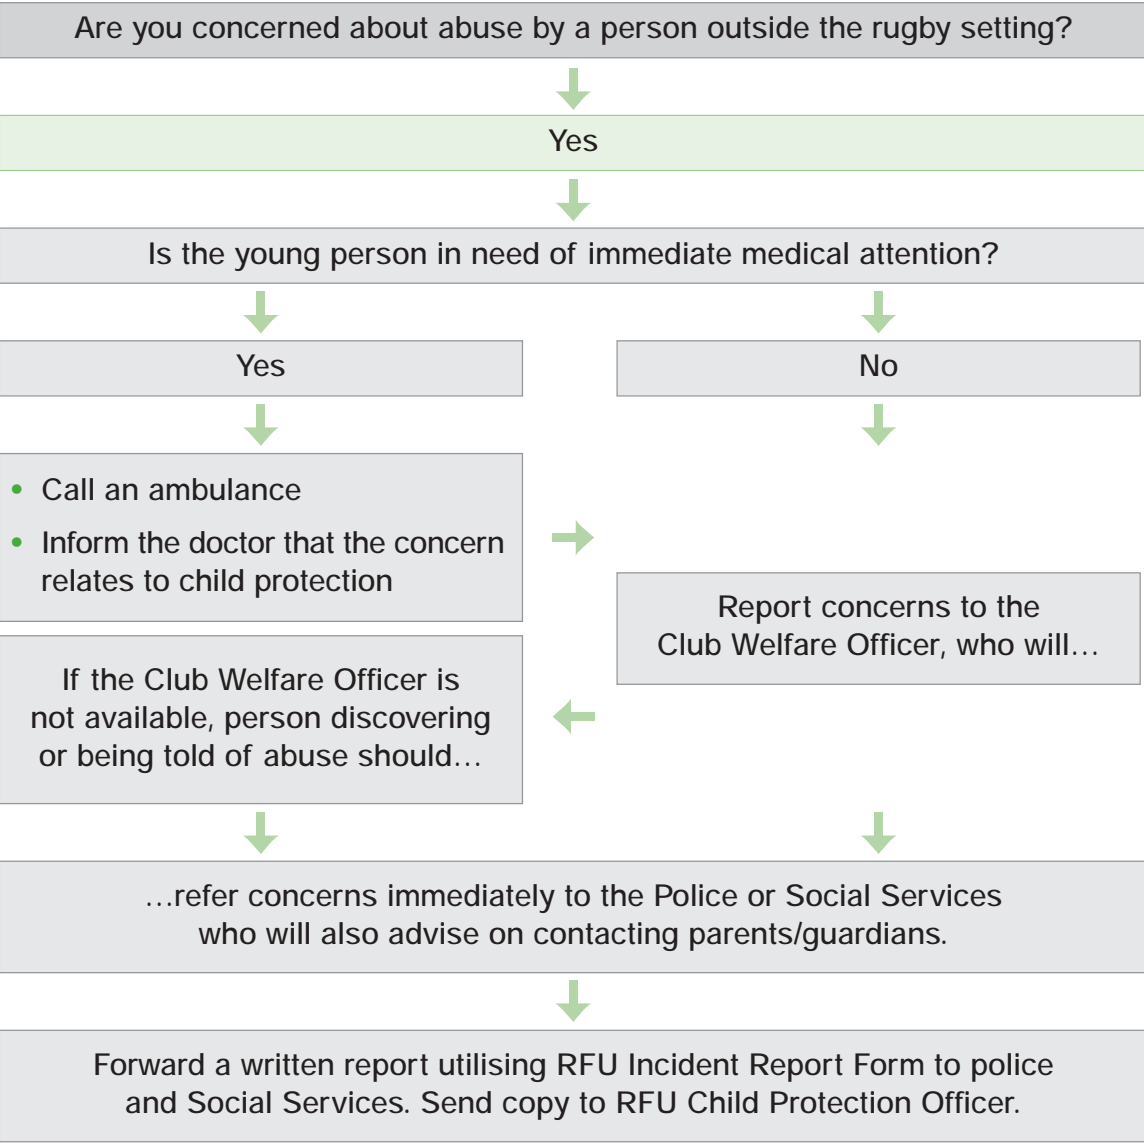 Are you concerned about abuse by a person outside the rugby setting?
Yes
Is the young person in need of immediate medical attention?
Yes
No
• Call an ambulance
• Inform the doctor that the concern
relates to child protection
Report concerns to the
Club Welfare Officer, who will…
If the Club Welfare Officer is
not available, person discovering
or being told of abuse should…
…refer concerns immediately to the Police or Social Services
who will also advise on contacting parents/guardians.
Forward a written report utilising RFU Incident Report Form to police
and Social Services. Send copy to RFU Child Protection Officer.